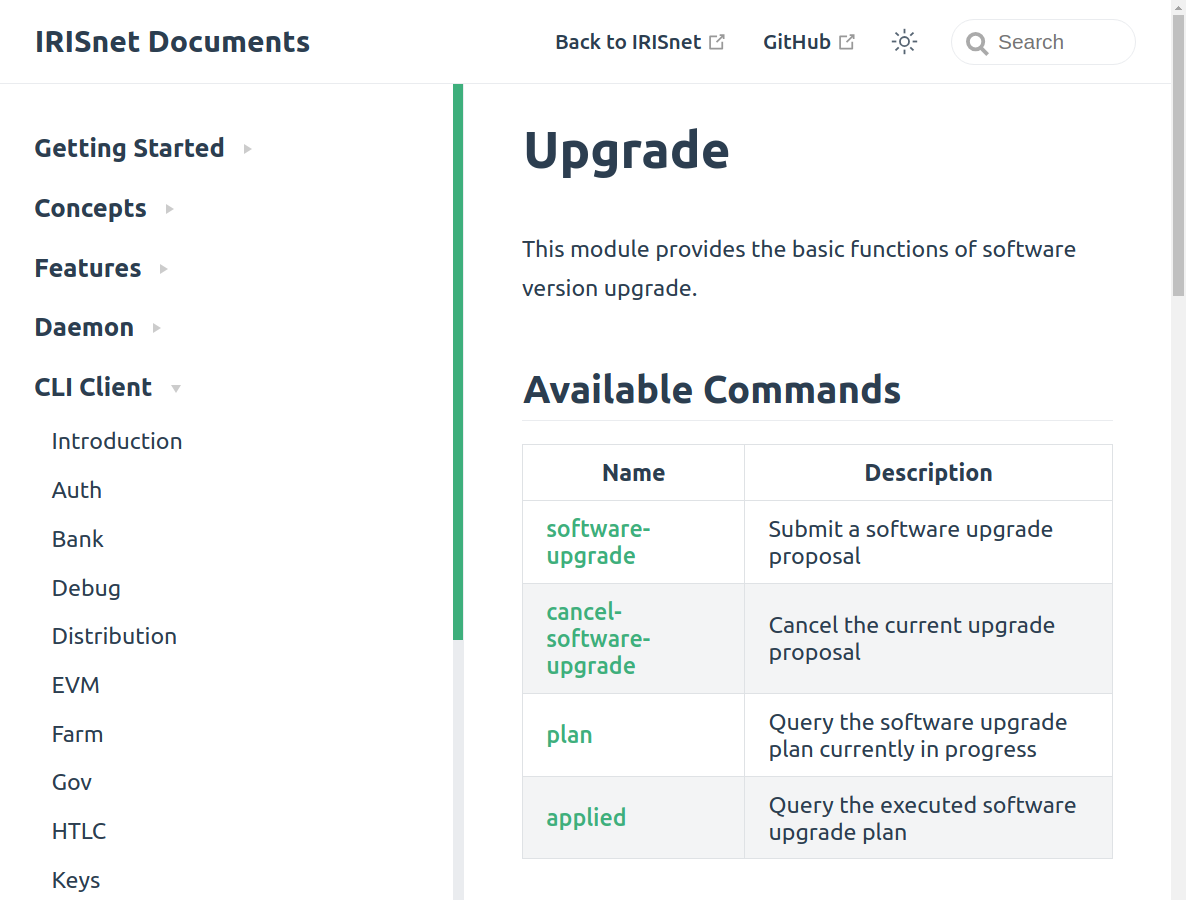 IRISnet Documents
Back to IRISnet
GitHub
Search
Getting Started
Concepts
Features
Daemon
CLI Client
Introduction
Auth
Bank
Debug
Distribution
EVM
Farm
Gov
HTLC
Keys
Upgrade
This module provides the basic functions of software
version upgrade.
Available Commands
Name
Description
software-
upgrade
Submit a software upgrade
proposal
cancel-
software-
upgrade
Cancel the current upgrade
proposal
plan
Query the software upgrade
plan currently in progress
applied
Query the executed software
upgrade plan